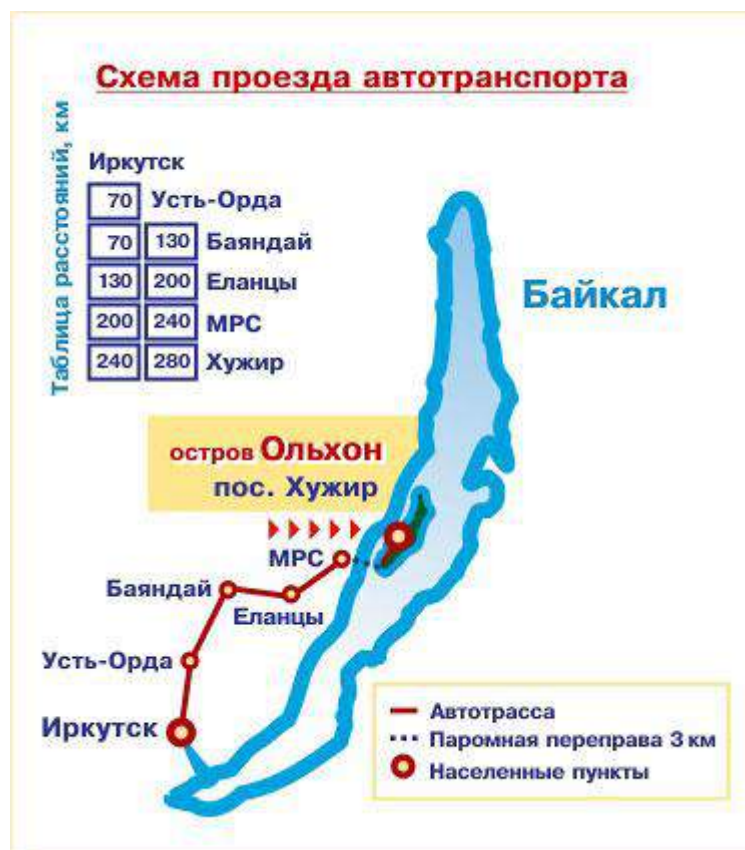 Схема проезда автотранспорта
Таблица расстояний, км
Иркутск
70 Усть-Орда
70 130 Баяндай
130 200 Еланцы
200 240 МРС
240 280 Хужир
Байкал
остров Ольхон
пос. Хужир
МРС
Баяндай
Еланцы
Усть-Орда
Иркутск
Автотрасса
Паромная переправа 3 км
Населенные пункты